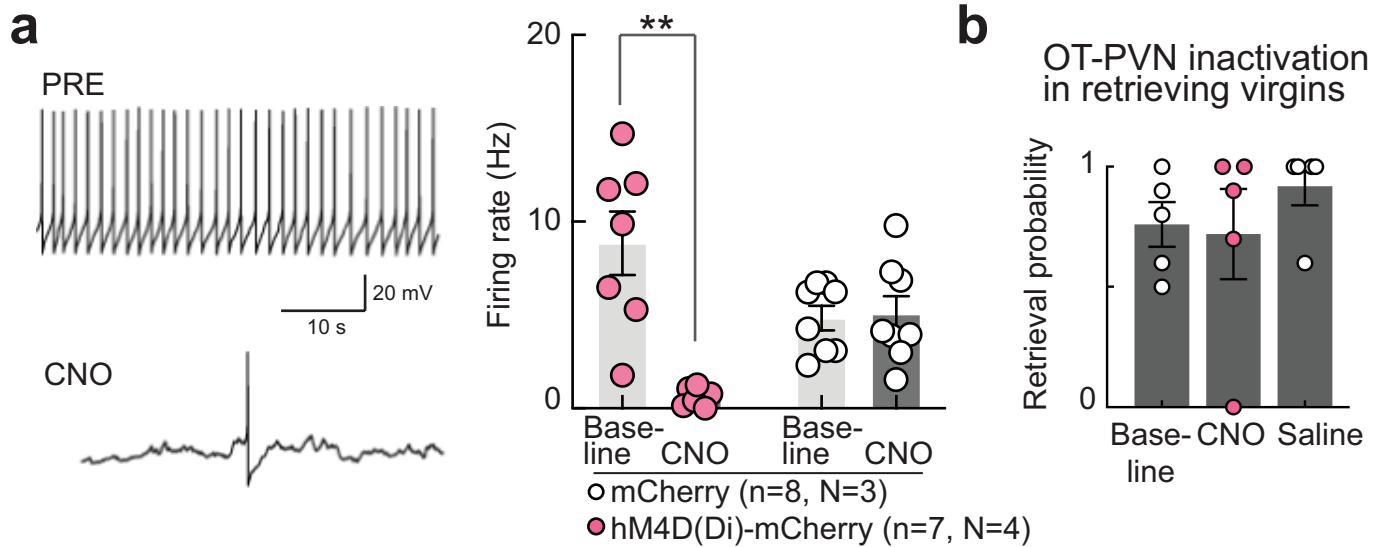 a
PRE
20 mV
10 s
CNO
Firing rate (Hz)
20
10
0
**
Base-
line
CNO
Base-
line
CNO
mCherry (n=8, N=3)
hM4D(Di)-mCherry (n=7, N=4)
b
OT-PVN inactivation
in retrieving virgins
Retrieval probability
1
0
Base-
line
CNO
Saline